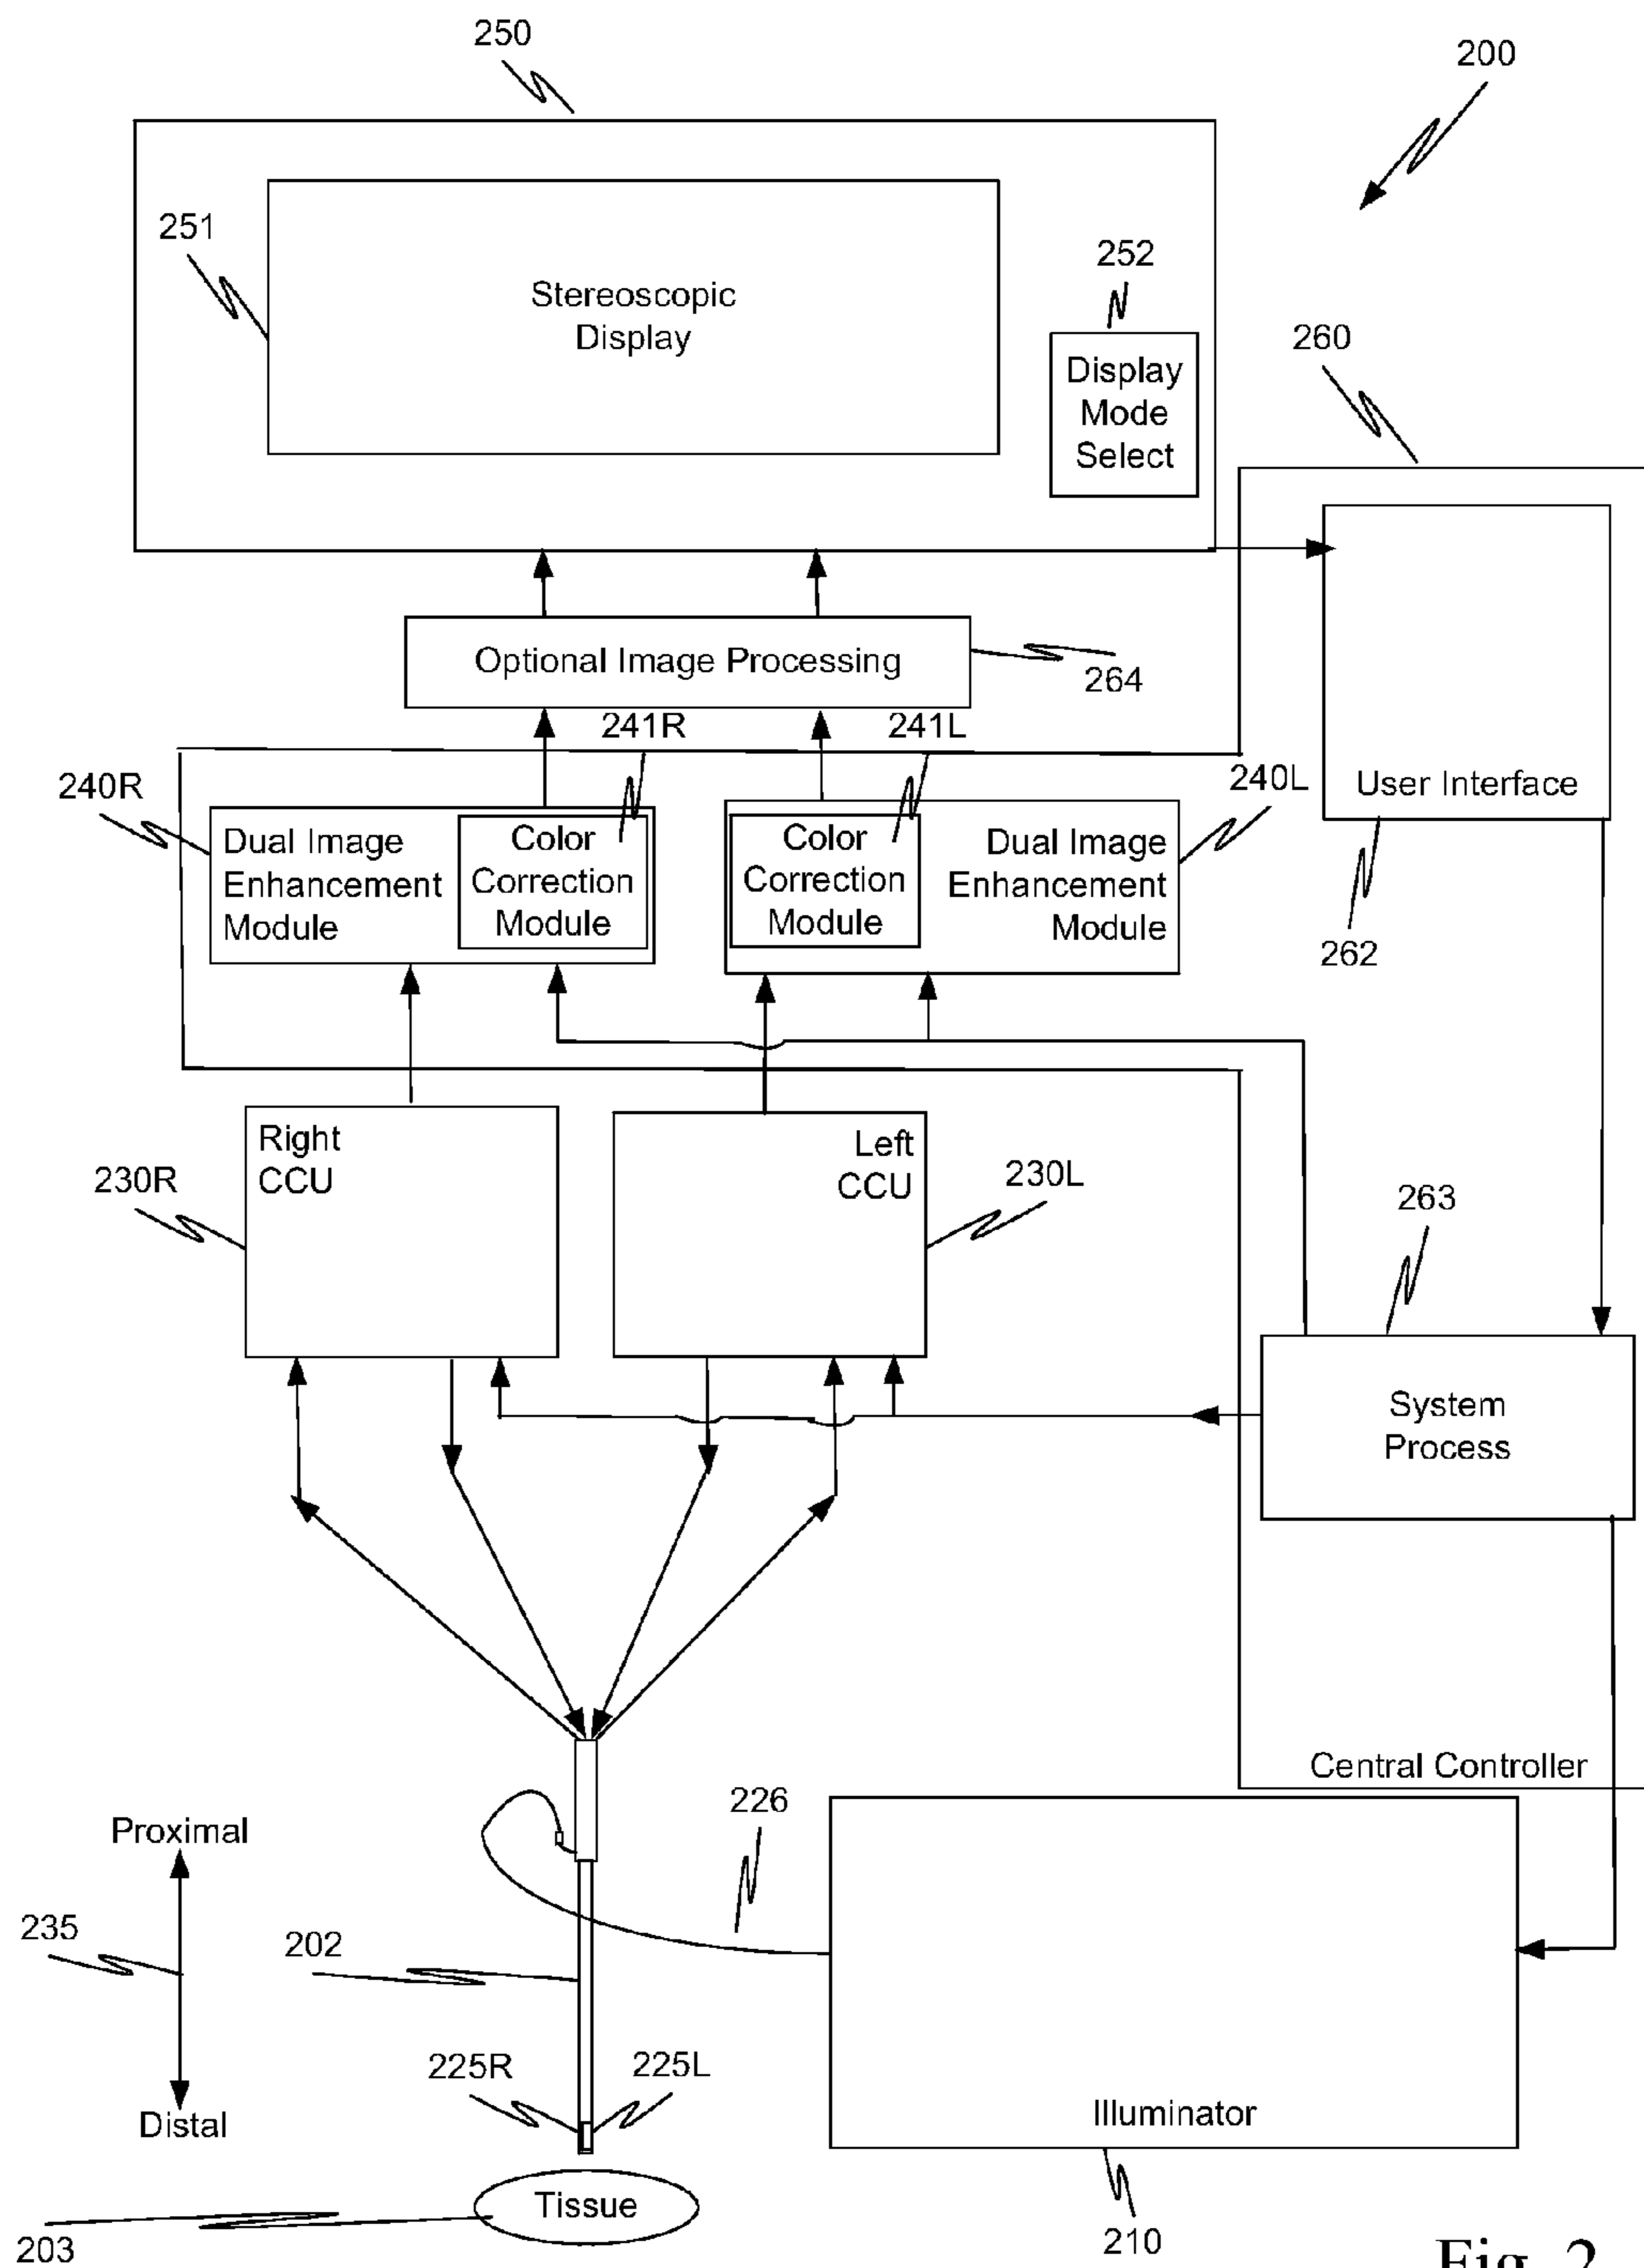 250
200
251
Stereoscopic
Display
252
Display
Mode
Select
260
Optional Image Processing
264
241R
241L
240R
240L
User Interface
Dual Image
Enhancement
Module
Color
Correction
Module
Color
Correction
Module
Dual Image
Enhancement
Module
262
Right
CCU
Left
CCU
230R
230L
263
System
Process
Central Controller
226
Proximal
235
202
225R
225L
Distal
Illuminator
Tissue
203
210
Fig. 2